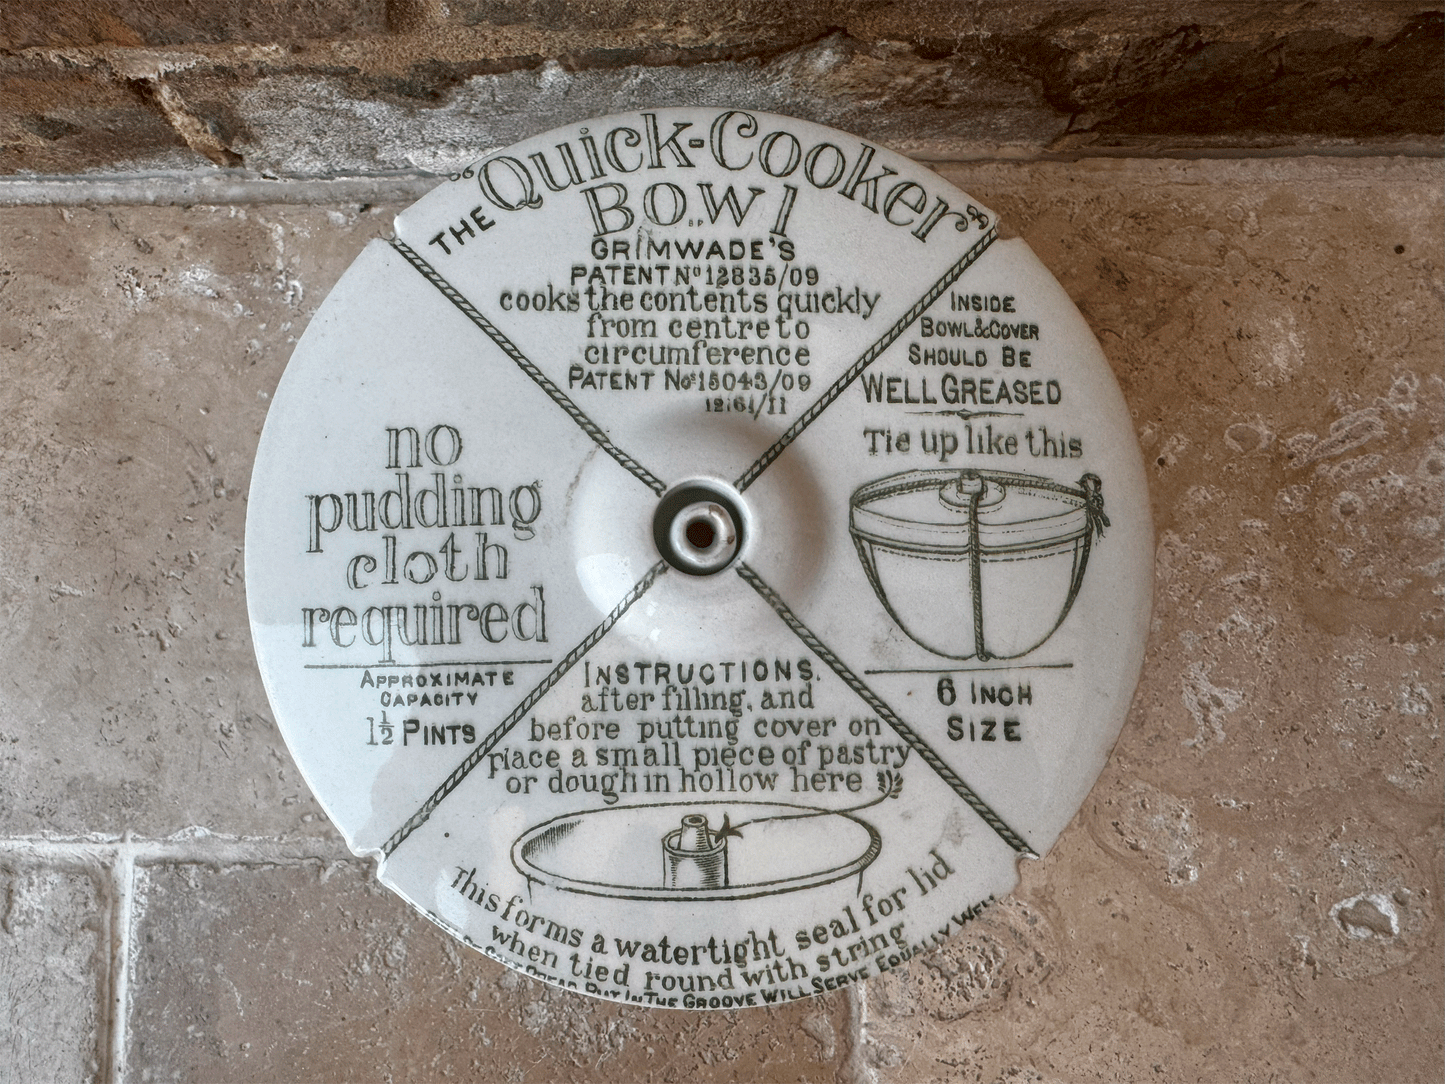 THE "Quick-Cooker"
BOWL
GRIMWADE'S
PATENT No 12835/09
cooks the contents quickly
from centre to
circumference
PATENT Nos 15043/09
12161/11
INSIDE
BOWL & COVER
SHOULD BE
WELL GREASED
Tie up like this
6 INCH
SIZE
no
pudding
cloth
required
APPROXIMATE
CAPACITY
1½ PINTS
INSTRUCTIONS.
after filling, and
before putting cover on
place a small piece of pastry
or dough in hollow here
This forms a watertight seal for lid
when tied round with string
BREAD PUT IN THE GROOVE WILL SERVE EQUALLY WELL